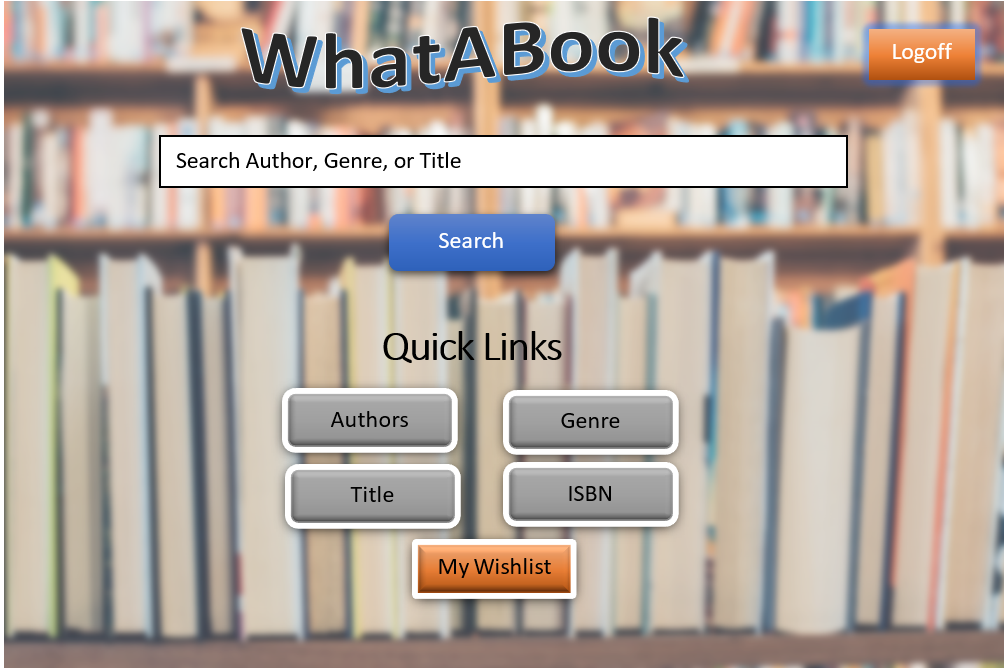 WhatABook
Logoff
Search Author, Genre, or Title
Search
Quick Links
Authors
Genre
Title
ISBN
My Wishlist